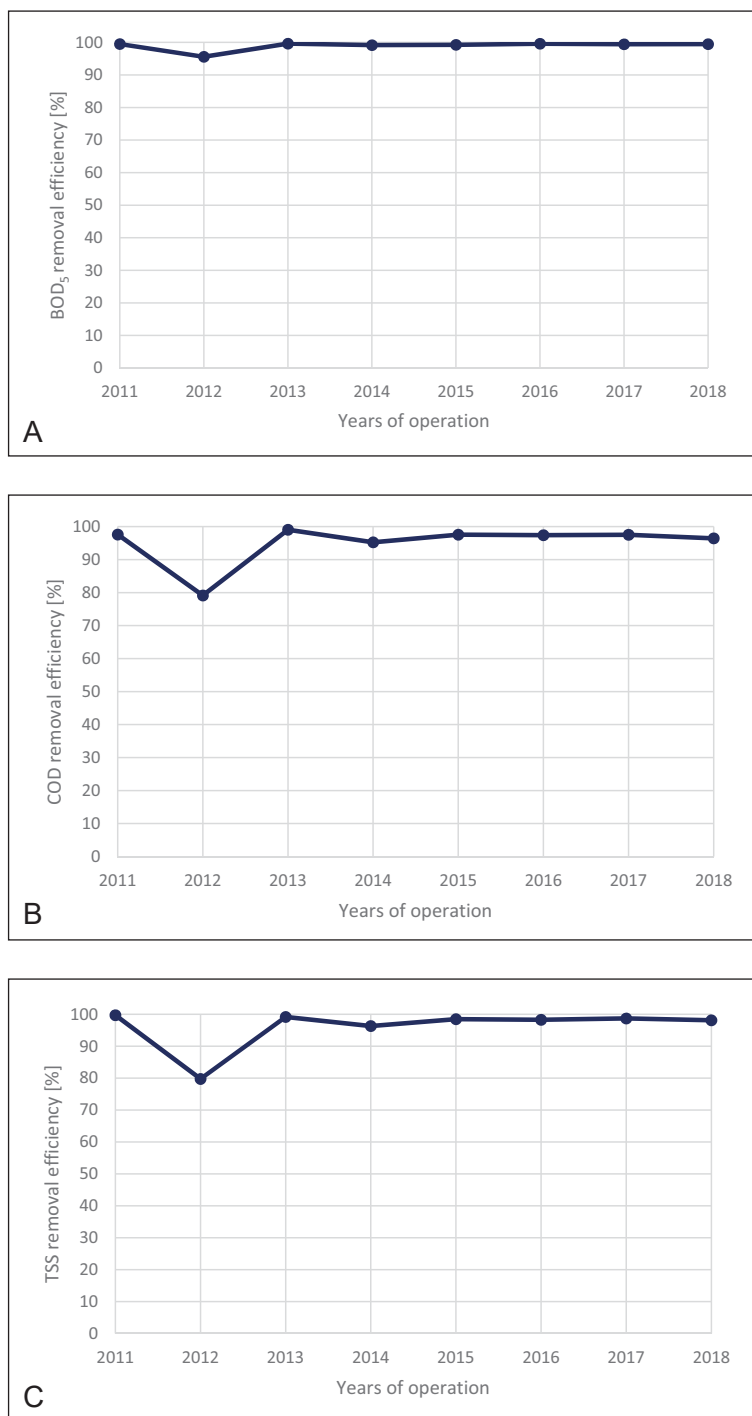 BOD5 removal efficiency [%]
100
90
80
70
60
50
40
30
20
10
0
2011 2012 2013 2014 2015 2016 2017 2018
Years of operation
A
COD removal efficiency [%]
100
90
80
70
60
50
40
30
20
10
0
2011 2012 2013 2014 2015 2016 2017 2018
Years of operation
B
TSS removal efficiency [%]
100
90
80
70
60
50
40
30
20
10
0
2011 2012 2013 2014 2015 2016 2017 2018
Years of operation
C